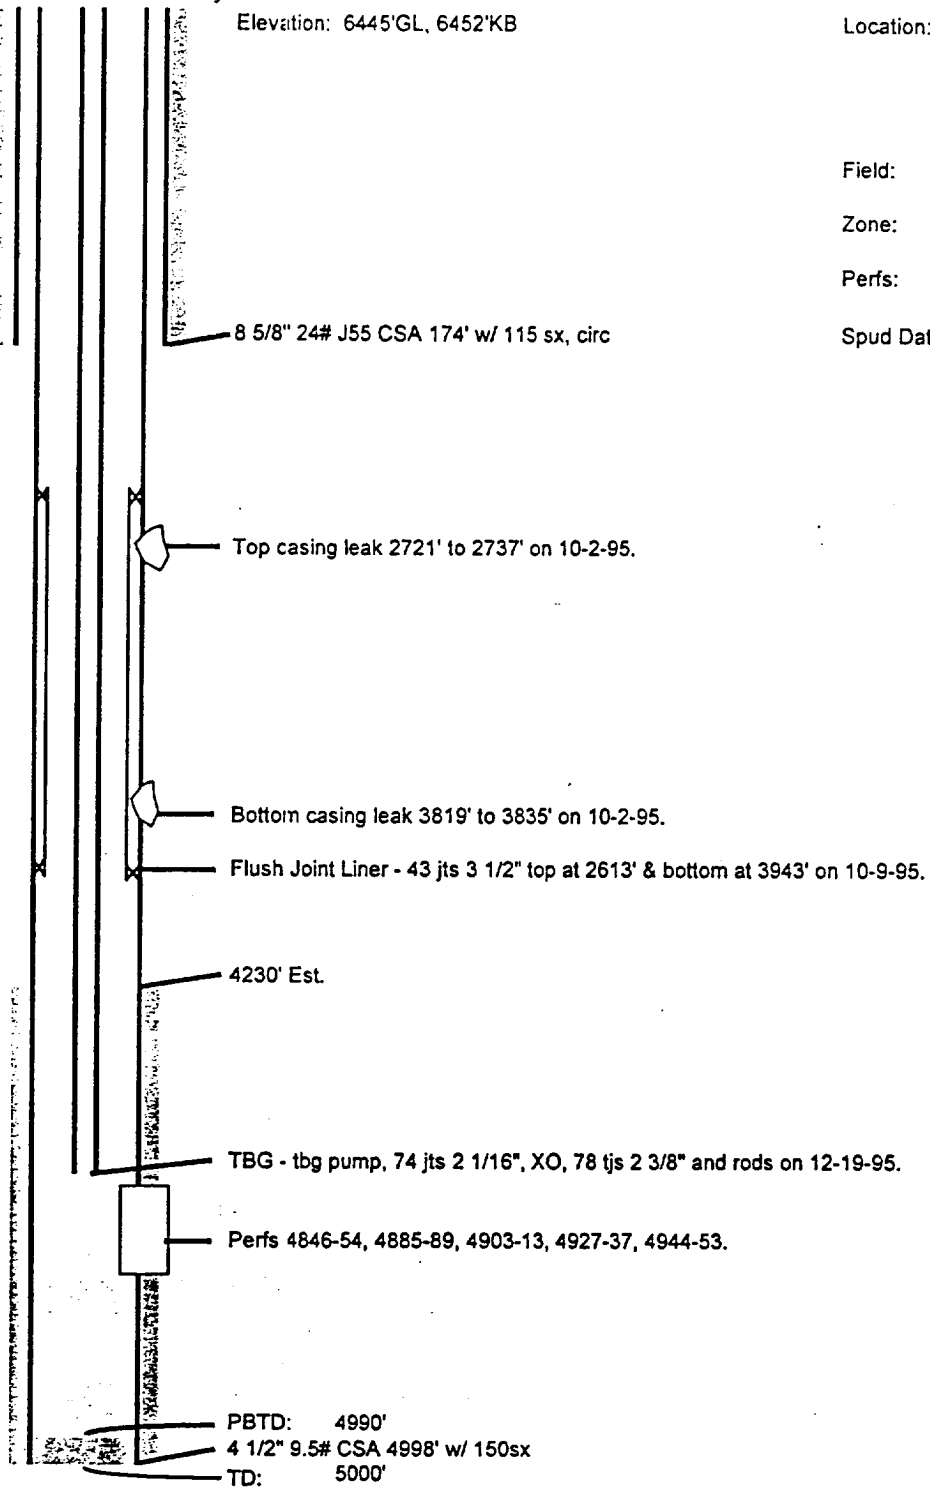 Elevation: 6445'GL, 6452'KB
Location:
Field:
Zone:
Perfs:
8 5/8" 24# J55 CSA 174' w/ 115 sx, circ
Spud Dat
Top casing leak 2721' to 2737' on 10-2-95.
Bottom casing leak 3819' to 3835' on 10-2-95.
Flush Joint Liner - 43 jts 3 1/2" top at 2613' & bottom at 3943' on 10-9-95.
4230' Est.
TBG - tbg pump, 74 jts 2 1/16", XO, 78 tjs 2 3/8" and rods on 12-19-95.
Perfs 4846-54, 4885-89, 4903-13, 4927-37, 4944-53.
PBTD: 4990'
4 1/2" 9.5# CSA 4998' w/ 150sx
TD: 5000'